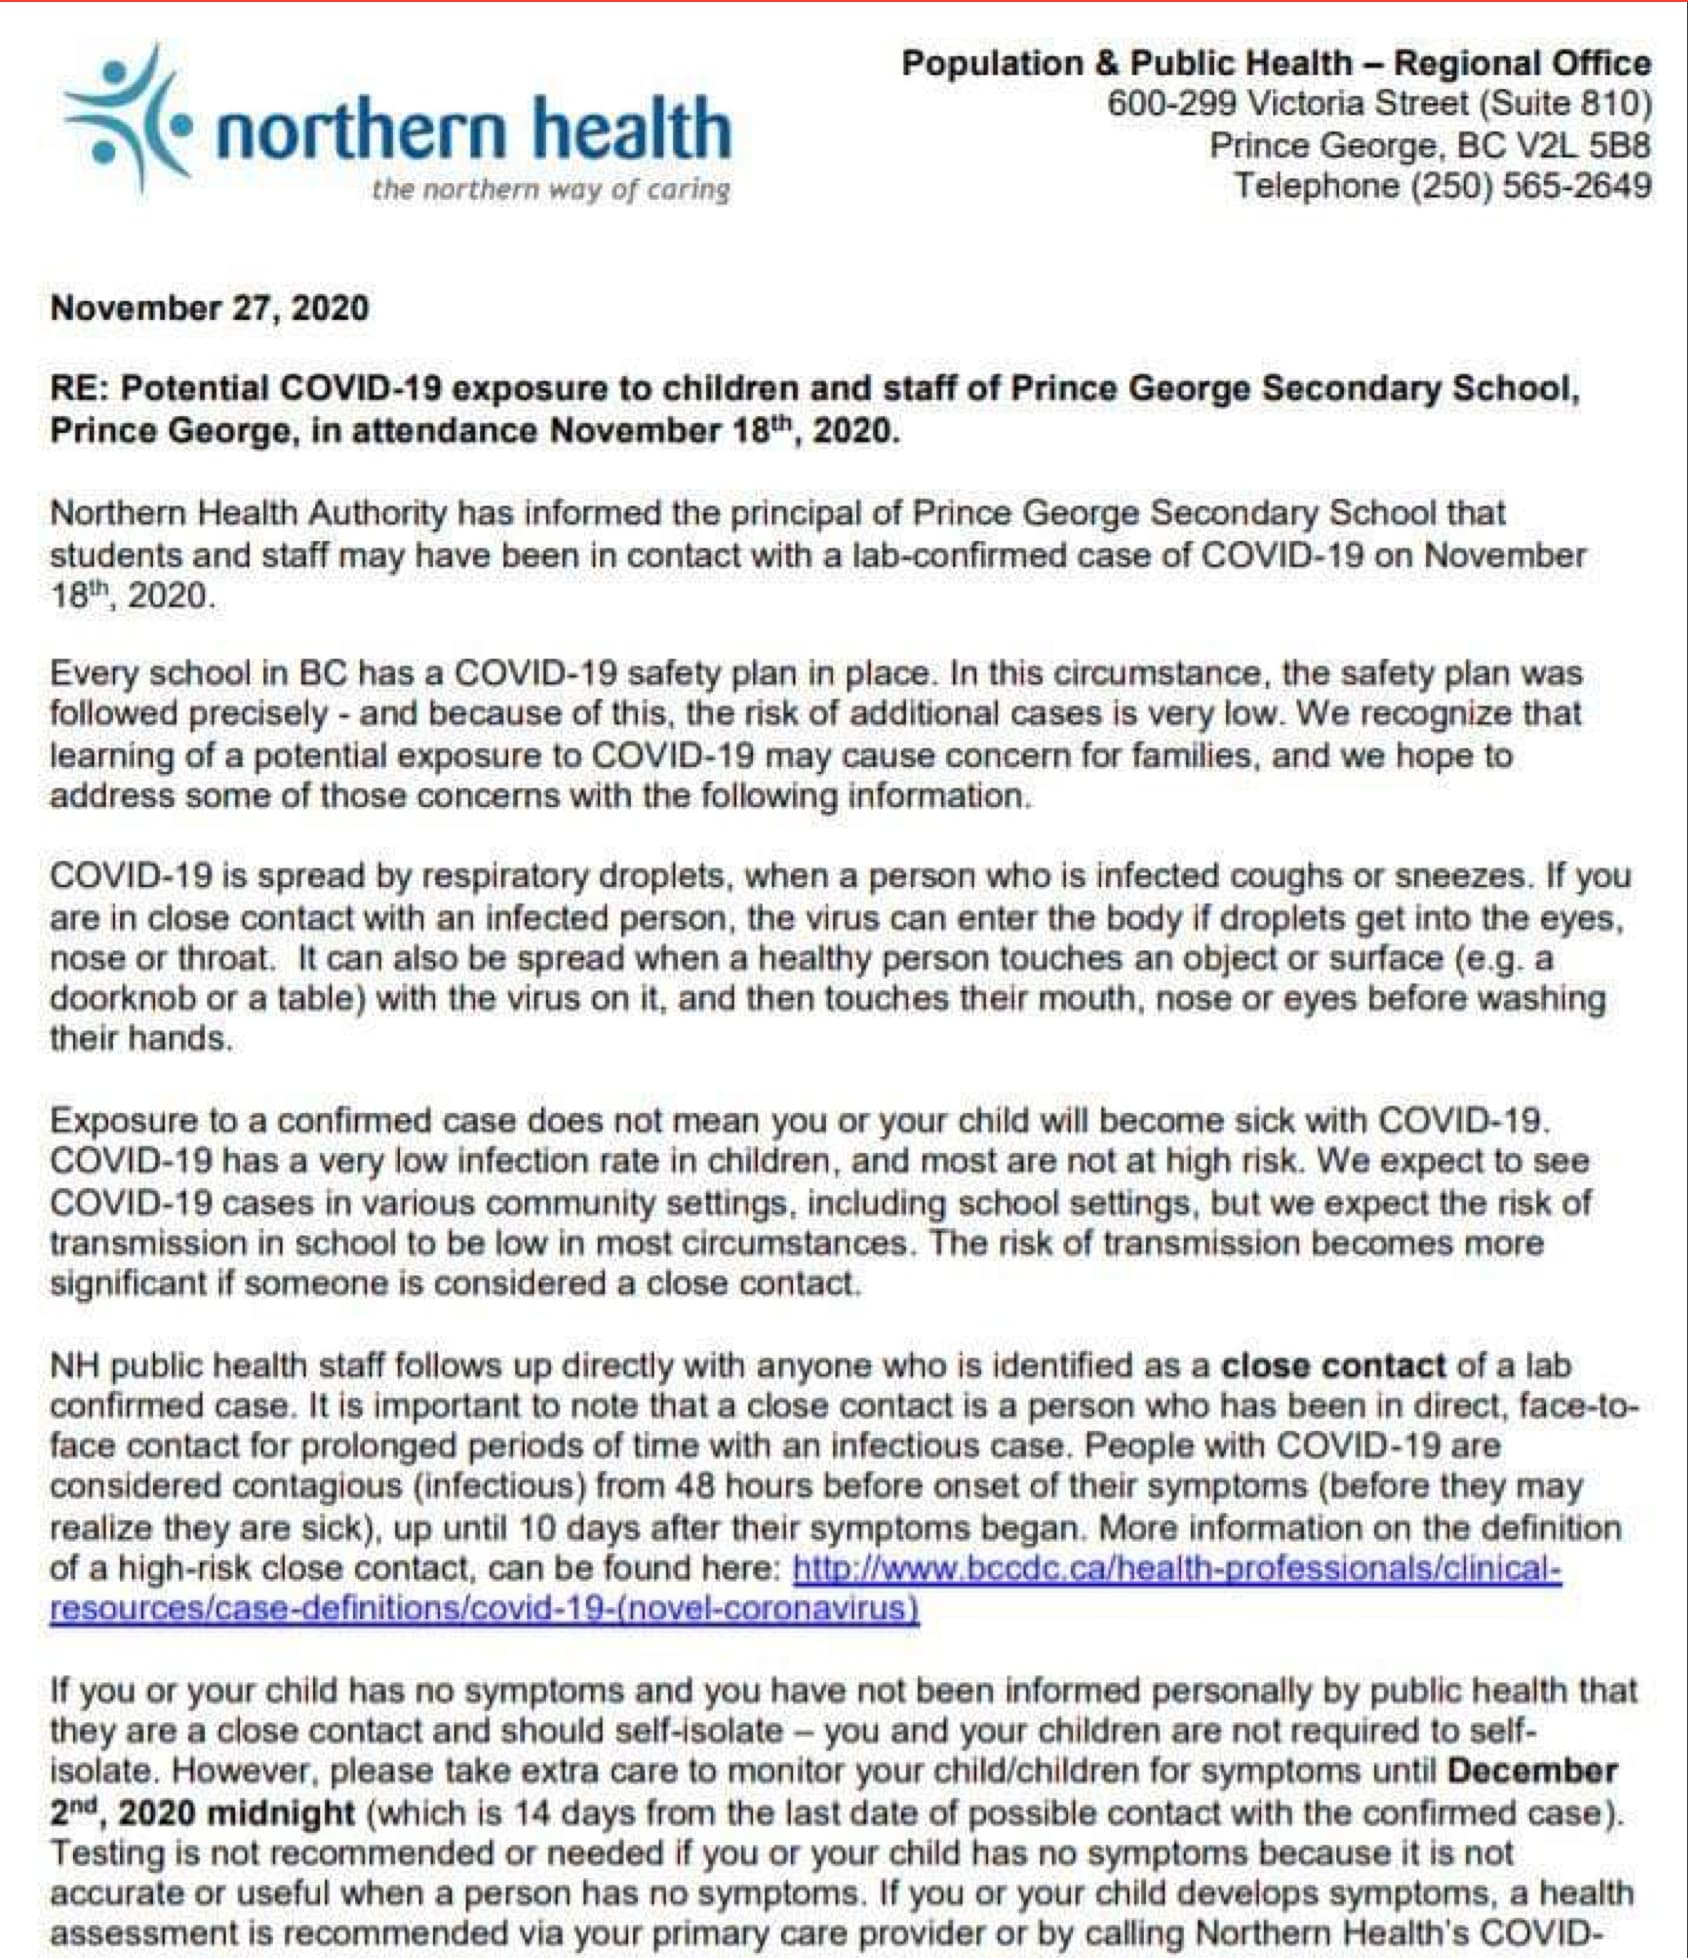 northern health
the northern way of caring
Population & Public Health – Regional Office
600-299 Victoria Street (Suite 810)
Prince George, BC V2L 5B8
Telephone (250) 565-2649
November 27, 2020
RE: Potential COVID-19 exposure to children and staff of Prince George Secondary School,
Prince George, in attendance November 18th, 2020.
Northern Health Authority has informed the principal of Prince George Secondary School that
students and staff may have been in contact with a lab-confirmed case of COVID-19 on November
18th, 2020.
Every school in BC has a COVID-19 safety plan in place. In this circumstance, the safety plan was
followed precisely - and because of this, the risk of additional cases is very low. We recognize that
learning of a potential exposure to COVID-19 may cause concern for families, and we hope to
address some of those concerns with the following information.
COVID-19 is spread by respiratory droplets, when a person who is infected coughs or sneezes. If you
are in close contact with an infected person, the virus can enter the body if droplets get into the eyes,
nose or throat.  It can also be spread when a healthy person touches an object or surface (e.g. a
doorknob or a table) with the virus on it, and then touches their mouth, nose or eyes before washing
their hands.
Exposure to a confirmed case does not mean you or your child will become sick with COVID-19.
COVID-19 has a very low infection rate in children, and most are not at high risk. We expect to see
COVID-19 cases in various community settings, including school settings, but we expect the risk of
transmission in school to be low in most circumstances. The risk of transmission becomes more
significant if someone is considered a close contact.
NH public health staff follows up directly with anyone who is identified as a close contact of a lab
confirmed case. It is important to note that a close contact is a person who has been in direct, face-to-
face contact for prolonged periods of time with an infectious case. People with COVID-19 are
considered contagious (infectious) from 48 hours before onset of their symptoms (before they may
realize they are sick), up until 10 days after their symptoms began. More information on the definition
of a high-risk close contact, can be found here: http://www.bccdc.ca/health-professionals/clinical-
resources/case-definitions/covid-19-(novel-coronavirus)
If you or your child has no symptoms and you have not been informed personally by public health that
they are a close contact and should self-isolate – you and your children are not required to self-
isolate. However, please take extra care to monitor your child/children for symptoms until December
2nd, 2020 midnight (which is 14 days from the last date of possible contact with the confirmed case).
Testing is not recommended or needed if you or your child has no symptoms because it is not
accurate or useful when a person has no symptoms. If you or your child develops symptoms, a health
assessment is recommended via your primary care provider or by calling Northern Health's COVID-